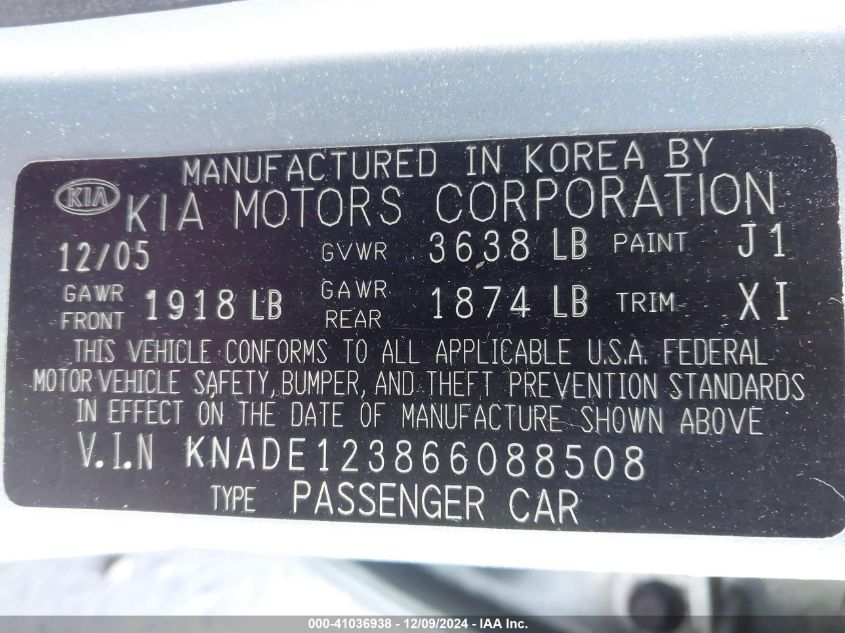 MANUFACTURED IN KOREA BY
KIA KIA MOTORS CORPORATION
12/05 GVWR 3638 LB PAINT J1
GAWR FRONT 1918 LB GAWR REAR 1874 LB TRIM XI
THIS VEHICLE CONFORMS TO ALL APPLICABLE U.S.A. FEDERAL
MOTOR VEHICLE SAFETY, BUMPER, AND THEFT PREVENTION STANDARDS
IN EFFECT ON THE DATE OF MANUFACTURE SHOWN ABOVE
V.I.N KNADE123866088508
TYPE PASSENGER CAR
000-41036938 - 12/09/2024 - IAA Inc.